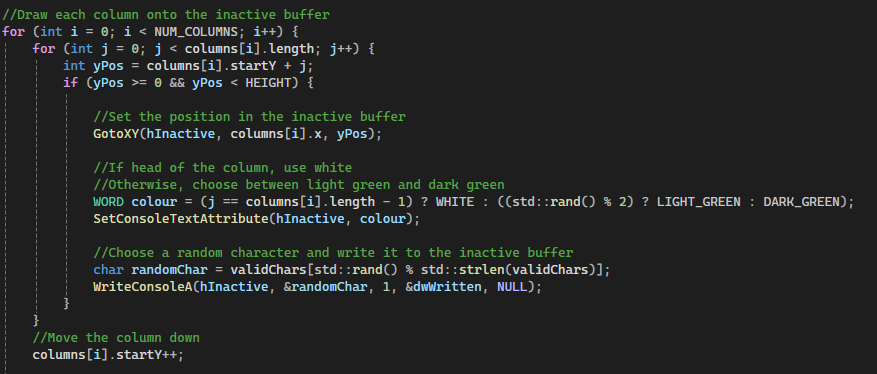 //Draw each column onto the inactive buffer
for (int i = 0; i < NUM_COLUMNS; i++) {
    for (int j = 0; j < columns[i].length; j++) {
        int yPos = columns[i].startY + j;
        if (yPos >= 0 && yPos < HEIGHT) {

            //Set the position in the inactive buffer
            GotoXY(hInactive, columns[i].x, yPos);

            //If head of the column, use white
            //Otherwise, choose between light green and dark green
            WORD colour = (j == columns[i].length - 1) ? WHITE : ((std::rand() % 2) ? LIGHT_GREEN : DARK_GREEN);
            SetConsoleTextAttribute(hInactive, colour);

            //Choose a random character and write it to the inactive buffer
            char randomChar = validChars[std::rand() % std::strlen(validChars)];
            WriteConsoleA(hInactive, &randomChar, 1, &dwWritten, NULL);
        }
    }
    //Move the column down
    columns[i].startY++;